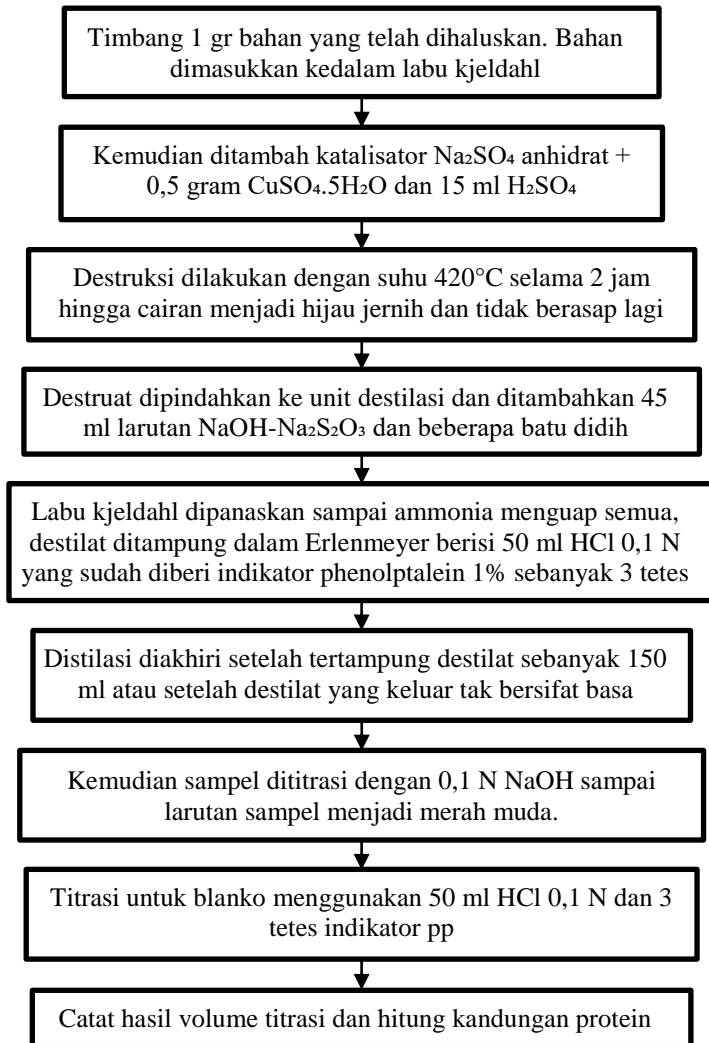 Timbang 1 gr bahan yang telah dihaluskan. Bahan
dimasukkan kedalam labu kjeldahl
Kemudian ditambah katalisator Na₂SO₄ anhidrat +
0,5 gram CuSO₄.5H₂O dan 15 ml H₂SO₄
Destruksi dilakukan dengan suhu 420°C selama 2 jam
hingga cairan menjadi hijau jernih dan tidak berasap lagi
Destruat dipindahkan ke unit destilasi dan ditambahkan 45
ml larutan NaOH-Na₂S₂O₃ dan beberapa batu didih
Labu kjeldahl dipanaskan sampai ammonia menguap semua,
destilat ditampung dalam Erlenmeyer berisi 50 ml HCl 0,1 N
yang sudah diberi indikator phenolptalein 1% sebanyak 3 tetes
Distilasi diakhiri setelah tertampung destilat sebanyak 150
ml atau setelah destilat yang keluar tak bersifat basa
Kemudian sampel dititrasi dengan 0,1 N NaOH sampai
larutan sampel menjadi merah muda.
Titrasi untuk blanko menggunakan 50 ml HCl 0,1 N dan 3
tetes indikator pp
Catat hasil volume titrasi dan hitung kandungan protein